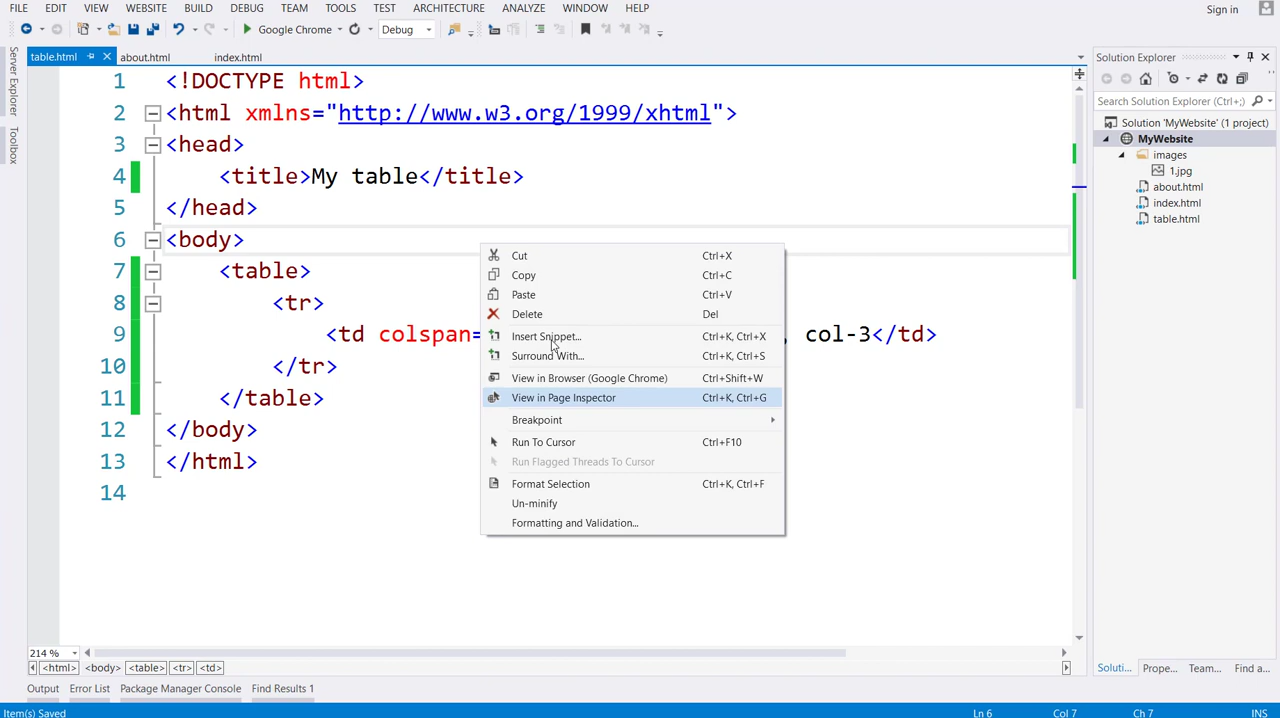 FILE EDIT VIEW WEBSITE BUILD DEBUG TEAM TOOLS TEST ARCHITECTURE ANALYZE WINDOW HELP Sign in
Google Chrome Debug
table.html about.html index.html
Server Explorer
Toolbox
1 <!DOCTYPE html>
2 <html xmlns="http://www.w3.org/1999/xhtml">
3 <head>
4 <title>My table</title>
5 </head>
6 <body>
7 <table>
8 <tr>
9 <td colspan= , col-3</td>
10 </tr>
11 </table>
12 </body>
13 </html>
14
Cut Ctrl+X
Copy Ctrl+C
Paste Ctrl+V
Delete Del
Insert Snippet... Ctrl+K, Ctrl+X
Surround With... Ctrl+K, Ctrl+S
View in Browser (Google Chrome) Ctrl+Shift+W
View in Page Inspector Ctrl+K, Ctrl+G
Breakpoint
Run To Cursor Ctrl+F10
Run Flagged Threads To Cursor
Format Selection Ctrl+K, Ctrl+F
Un-minify
Formatting and Validation...
Solution Explorer
Search Solution Explorer (Ctrl+;)
Solution 'MyWebsite' (1 project)
MyWebsite
images
1.jpg
about.html
index.html
table.html
214 %
<html> <body> <table> <tr> <td>
Soluti... Prope... Team... Find a...
Output Error List Package Manager Console Find Results 1
Item(s) Saved Ln 6 Col 7 Ch 7 INS